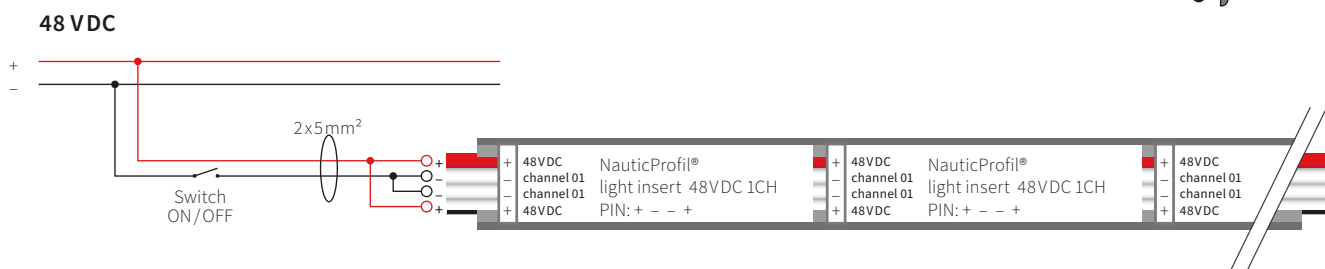 48 VDC
+
–
2x5mm²
Switch
ON/OFF
+
–
–
+
+ 48VDC
– channel 01
– channel 01
+ 48VDC
NauticProfil®
light insert 48VDC 1CH
PIN: + – – +
+ 48VDC
– channel 01
– channel 01
+ 48VDC
NauticProfil®
light insert 48VDC 1CH
PIN: + – – +
+ 48VDC
– channel 01
– channel 01
+ 48VDC